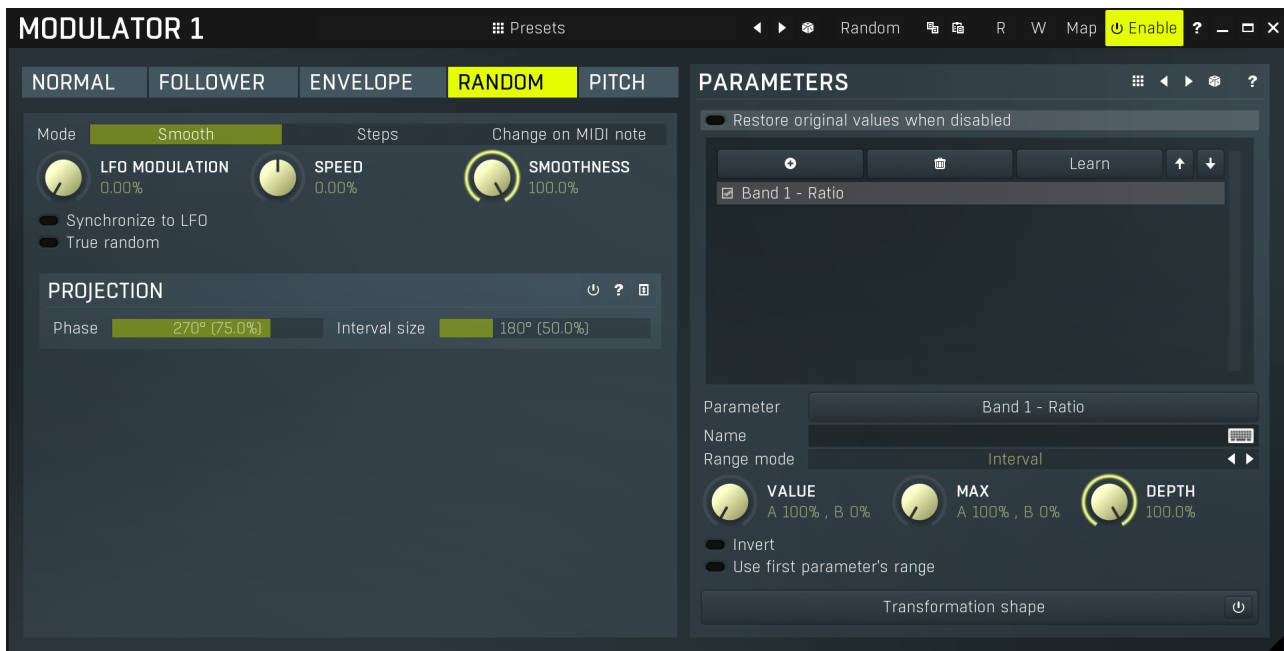 MODULATOR 1 Presets Random R W Map Enable ?
NORMAL FOLLOWER ENVELOPE RANDOM PITCH
Mode Smooth Steps Change on MIDI note
LFO MODULATION SPEED SMOOTHNESS
0.00% 0.00% 100.0%
Synchronize to LFO
True random
PROJECTION ?
Phase 270° (75.0%) Interval size 180° (50.0%)
PARAMETERS ?
Restore original values when disabled
Learn
Band 1 - Ratio
Parameter Band 1 - Ratio
Name
Range mode Interval
VALUE MAX DEPTH
A 100% , B 0% A 100% , B 0% 100.0%
Invert
Use first parameter's range
Transformation shape